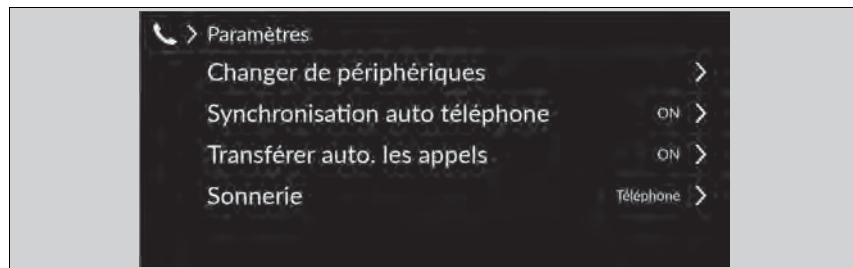 Paramètres
Changer de périphériques
Synchronisation auto téléphone ON
Transférer auto. les appels ON
Sonnerie Téléphone